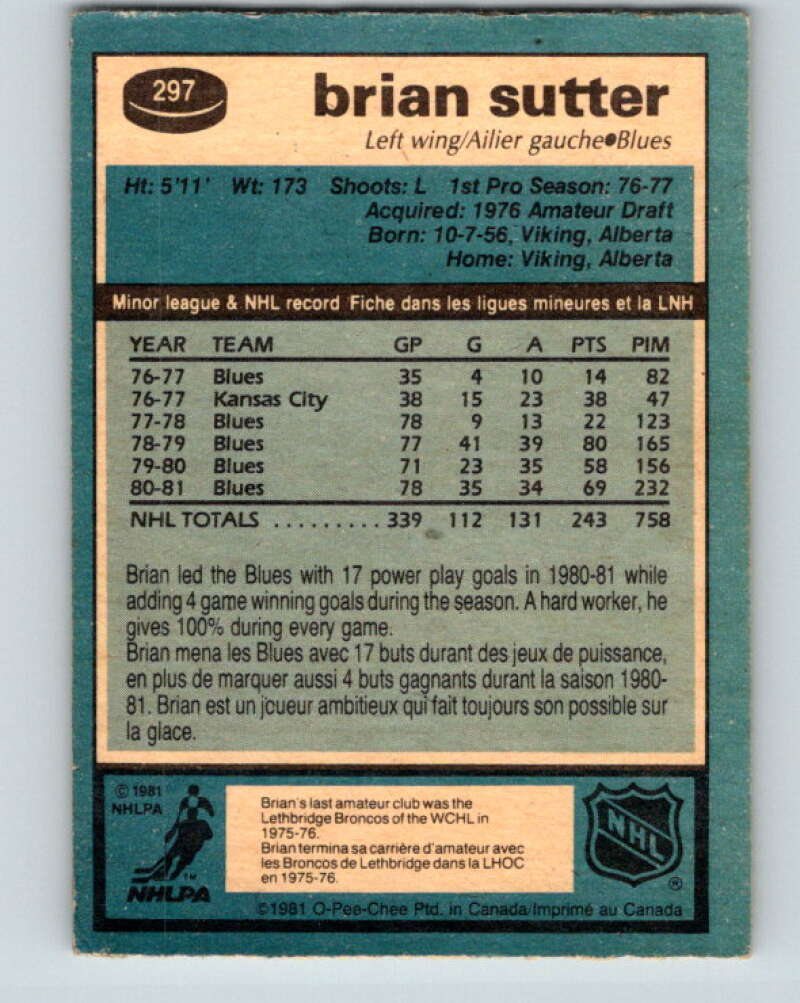 297
brian sutter
Left wing/Ailier gauche●Blues
Ht: 5'11' Wt: 173 Shoots: L 1st Pro Season: 76-77
Acquired: 1976 Amateur Draft
Born: 10-7-56, Viking, Alberta
Home: Viking, Alberta
Minor league & NHL record Fiche dans les ligues mineures et la LNH
YEAR TEAM GP G A PTS PIM
76-77 Blues 35 4 10 14 82
76-77 Kansas City 38 15 23 38 47
77-78 Blues 78 9 13 22 123
78-79 Blues 77 41 39 80 165
79-80 Blues 71 23 35 58 156
80-81 Blues 78 35 34 69 232
NHL TOTALS ......... 339 112 131 243 758
Brian led the Blues with 17 power play goals in 1980-81 while
adding 4 game winning goals during the season. A hard worker, he
gives 100% during every game.
Brian mena les Blues avec 17 buts durant des jeux de puissance,
en plus de marquer aussi 4 buts gagnants durant la saison 1980-
81. Brian est un joueur ambitieux qui fait toujours son possible sur
la glace.
© 1981
NHLPA
TM
NHLPA
Brian's last amateur club was the
Lethbridge Broncos of the WCHL in
1975-76.
Brian termina sa carrière d'amateur avec
les Broncos de Lethbridge dans la LHOC
en 1975-76.
NHL
®
©1981 O-Pee-Chee Ptd. in Canada/Imprimé au Canada